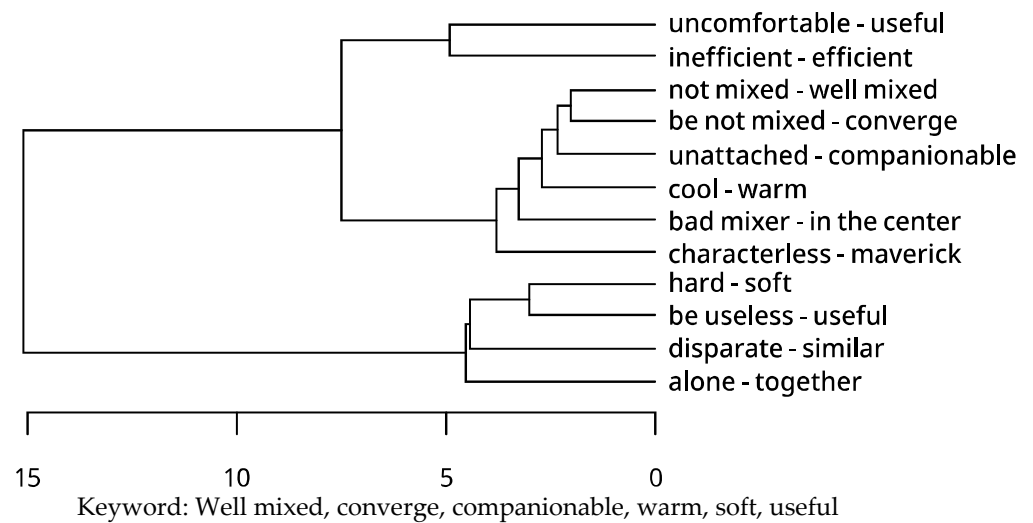 uncomfortable - useful
inefficient - efficient
not mixed - well mixed
be not mixed - converge
unattached - companionable
cool - warm
bad mixer - in the center
characterless - maverick
hard - soft
be useless - useful
disparate - similar
alone - together
15 10 5 0
Keyword: Well mixed, converge, companionable, warm, soft, useful